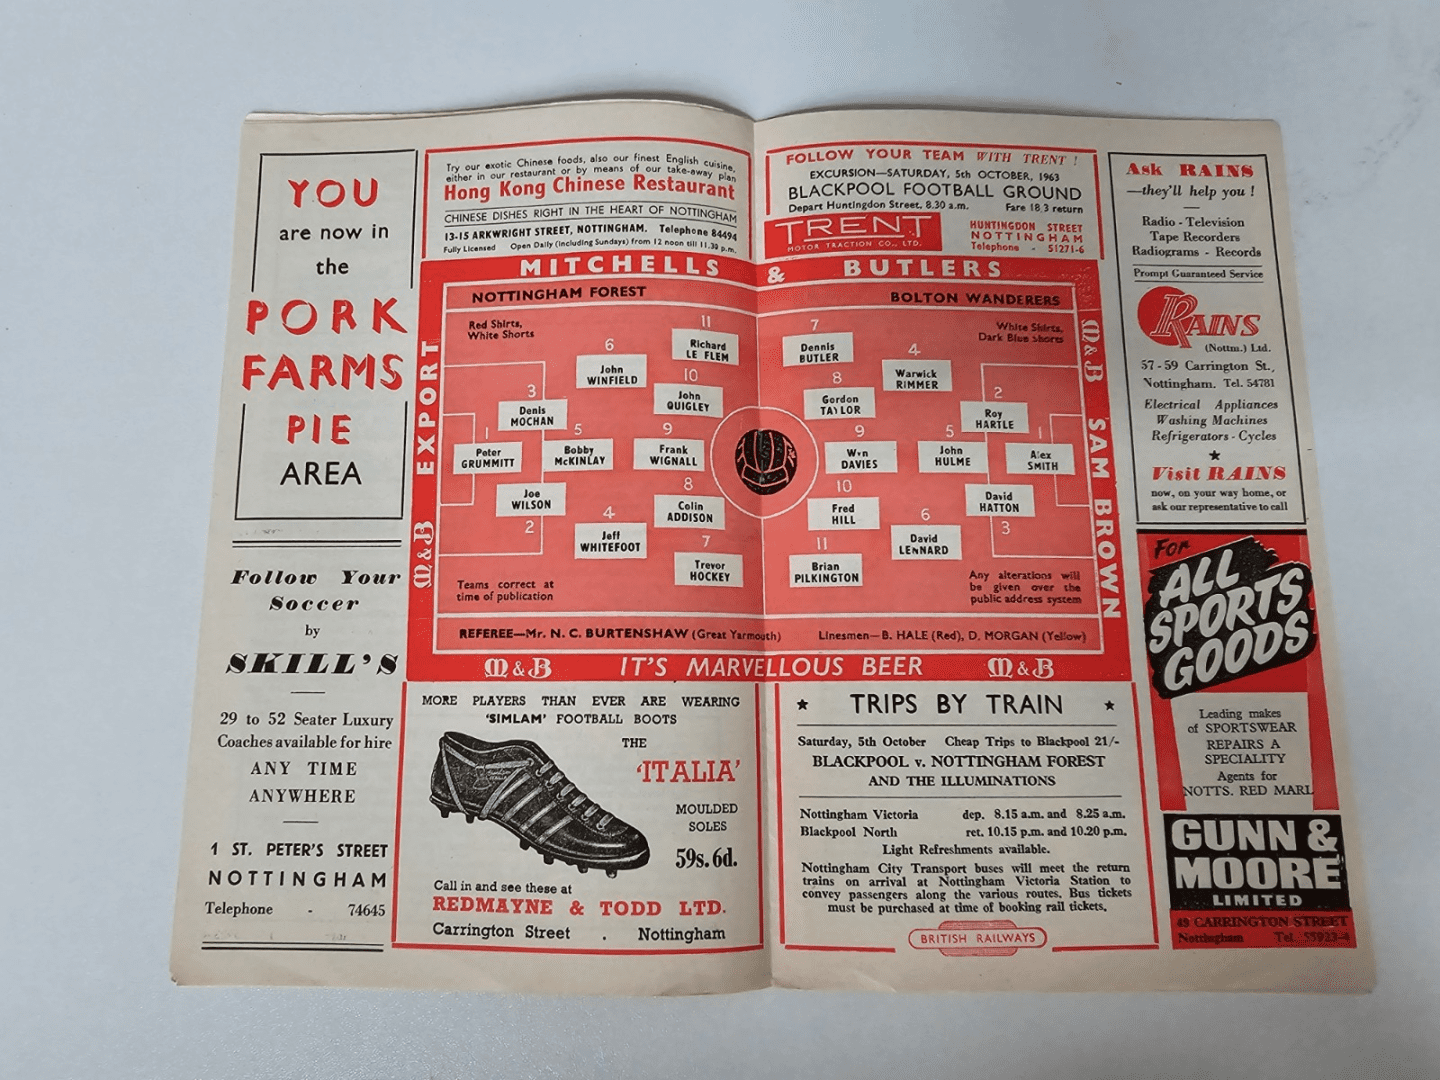 YOU
are now in
the
PORK
FARMS
PIE
AREA
Follow Your
Soccer
by
SKILL'S
29 to 52 Seater Luxury
Coaches available for hire
ANY TIME
ANYWHERE
1 ST. PETER'S STREET
NOTTINGHAM
Telephone - 74645
Try our exotic Chinese foods, also our finest English cuisine,
either in our restaurant or by means of our take-away plan
Hong Kong Chinese Restaurant
CHINESE DISHES RIGHT IN THE HEART OF NOTTINGHAM
13-15 ARKWRIGHT STREET, NOTTINGHAM. Telephone 84494
Fully Licensed Open Daily (including Sundays) from 12 noon till 11.30 p.m.
FOLLOW YOUR TEAM WITH TRENT !
EXCURSION—SATURDAY, 5th OCTOBER, 1963
BLACKPOOL FOOTBALL GROUND
Depart Huntingdon Street, 8.30 a.m. Fare 18/3 return
TRENT
MOTOR TRACTION CO., LTD.
HUNTINGDON STREET
NOTTINGHAM
Telephone - 51271-6
MITCHELLS & BUTLERS
M&B EXPORT
M&B SAM BROWN
NOTTINGHAM FOREST
Red Shirts,
White Shorts
BOLTON WANDERERS
White Shirts,
Dark Blue Shorts
11
Richard
LE FLEM
6
John
WINFIELD
10
John
QUIGLEY
3
Denis
MOCHAN
1
Peter
GRUMMITT
5
Bobby
McKINLAY
9
Frank
WIGNALL
Joe
WILSON
2
8
Colin
ADDISON
4
Jeff
WHITEFOOT
7
Trevor
HOCKEY
7
Dennis
BUTLER
4
Warwick
RIMMER
8
Gordon
TAYLOR
2
Roy
HARTLE
9
Wyn
DAVIES
5
John
HULME
1
Alex
SMITH
10
Fred
HILL
David
HATTON
3
6
David
LENNARD
11
Brian
PILKINGTON
Teams correct at
time of publication
Any alterations will
be given over the
public address system
REFEREE—Mr. N. C. BURTENSHAW (Great Yarmouth) Linesmen—B. HALE (Red), D. MORGAN (Yellow)
M&B IT'S MARVELLOUS BEER M&B
MORE PLAYERS THAN EVER ARE WEARING
'SIMLAM' FOOTBALL BOOTS
THE
'ITALIA'
MOULDED
SOLES
59s. 6d.
Call in and see these at
REDMAYNE & TODD LTD.
Carrington Street . Nottingham
★ TRIPS BY TRAIN ★
Saturday, 5th October Cheap Trips to Blackpool 21/-
BLACKPOOL v. NOTTINGHAM FOREST
AND THE ILLUMINATIONS
Nottingham Victoria dep. 8.15 a.m. and 8.25 a.m.
Blackpool North ret. 10.15 p.m. and 10.20 p.m.
Light Refreshments available.
Nottingham City Transport buses will meet the return
trains on arrival at Nottingham Victoria Station to
convey passengers along the various routes. Bus tickets
must be purchased at time of booking rail tickets.
BRITISH RAILWAYS
Ask RAINS
—they'll help you !
Radio - Television
Tape Recorders
Radiograms - Records
Prompt Guaranteed Service
RAINS
(Nottm.) Ltd.
57-59 Carrington St.,
Nottingham. Tel. 54781
Electrical Appliances
Washing Machines
Refrigerators - Cycles
★
Visit RAINS
now, on your way home, or
ask our representative to call
For
ALL
SPORTS
GOODS
Leading makes
of SPORTSWEAR
REPAIRS A
SPECIALITY
Agents for
NOTTS. RED MARL
GUNN &
MOORE
LIMITED
49 CARRINGTON STREET
Nottingham Tel. 55923-4